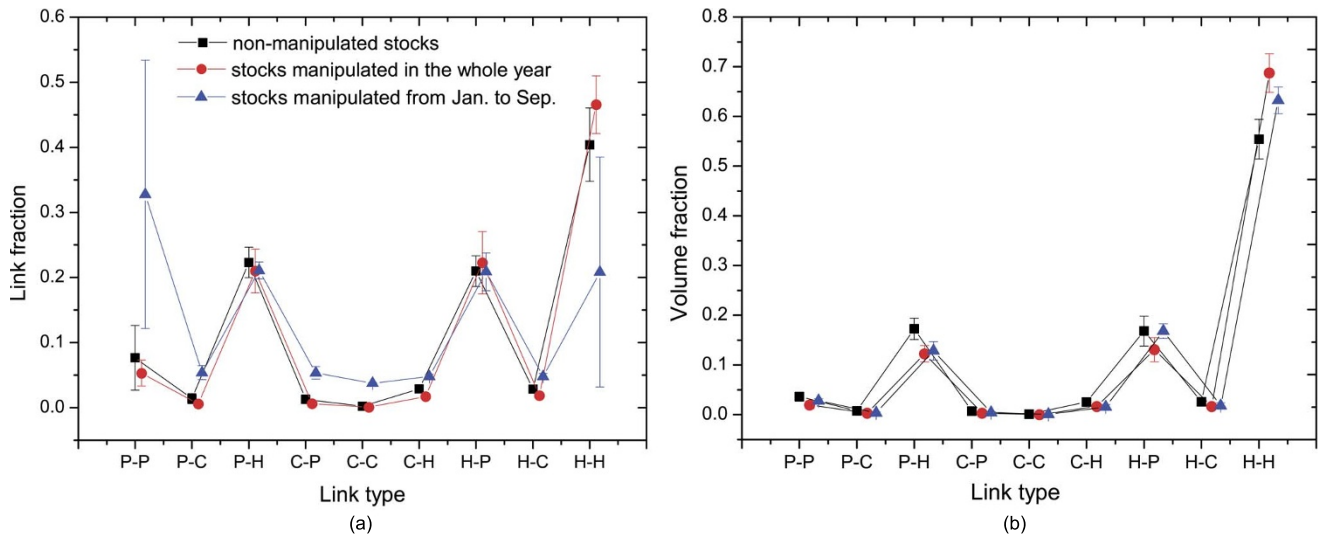 0.6
0.5
0.4
0.3
0.2
0.1
0.0
Link fraction
non-manipulated stocks
stocks manipulated in the whole year
stocks manipulated from Jan. to Sep.
P-P P-C P-H C-P C-C C-H H-P H-C H-H
Link type
(a)
0.8
0.7
0.6
0.5
0.4
0.3
0.2
0.1
0.0
Volume fraction
P-P P-C P-H C-P C-C C-H H-P H-C H-H
Link type
(b)